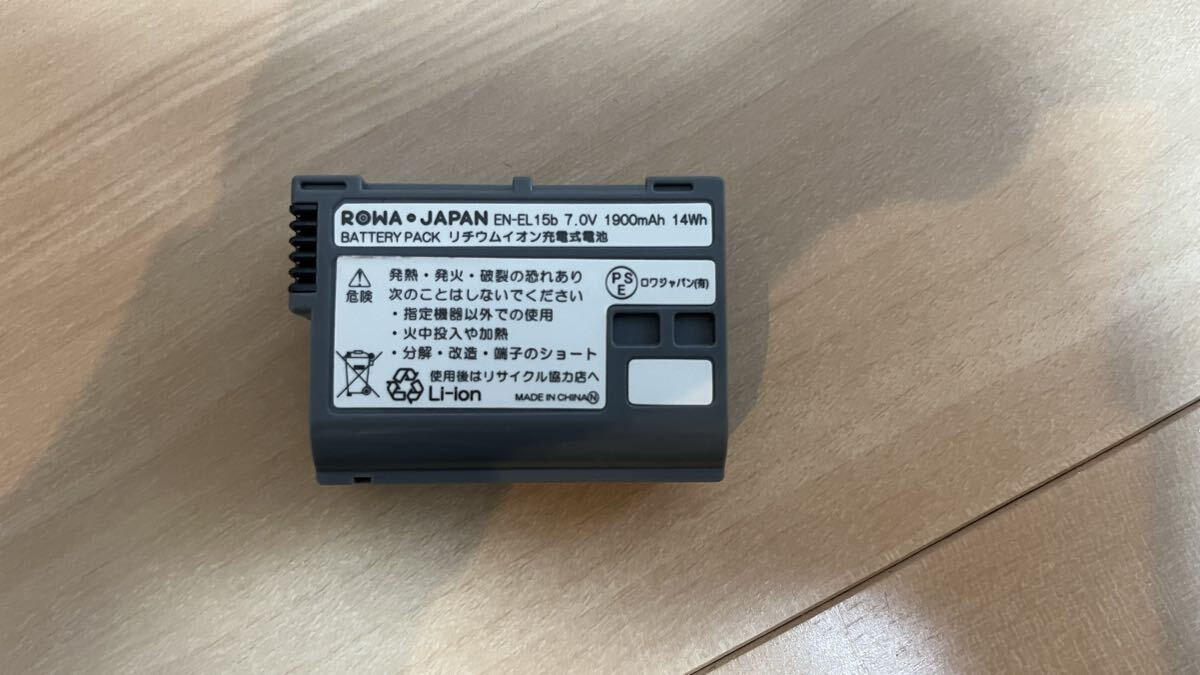 ROWA・JAPAN EN-EL15b 7.0V 1900mAh 14Wh
BATTERY PACK リチウムイオン充電式電池
危険
発熱・発火・破裂の恐れあり
次のことはしないでください
・指定機器以外での使用
・火中投入や加熱
・分解・改造・端子のショート
使用後はリサイクル協力店へ
Li-ion
MADE IN CHINA Ⓝ
PSE ロワジャパン(有)